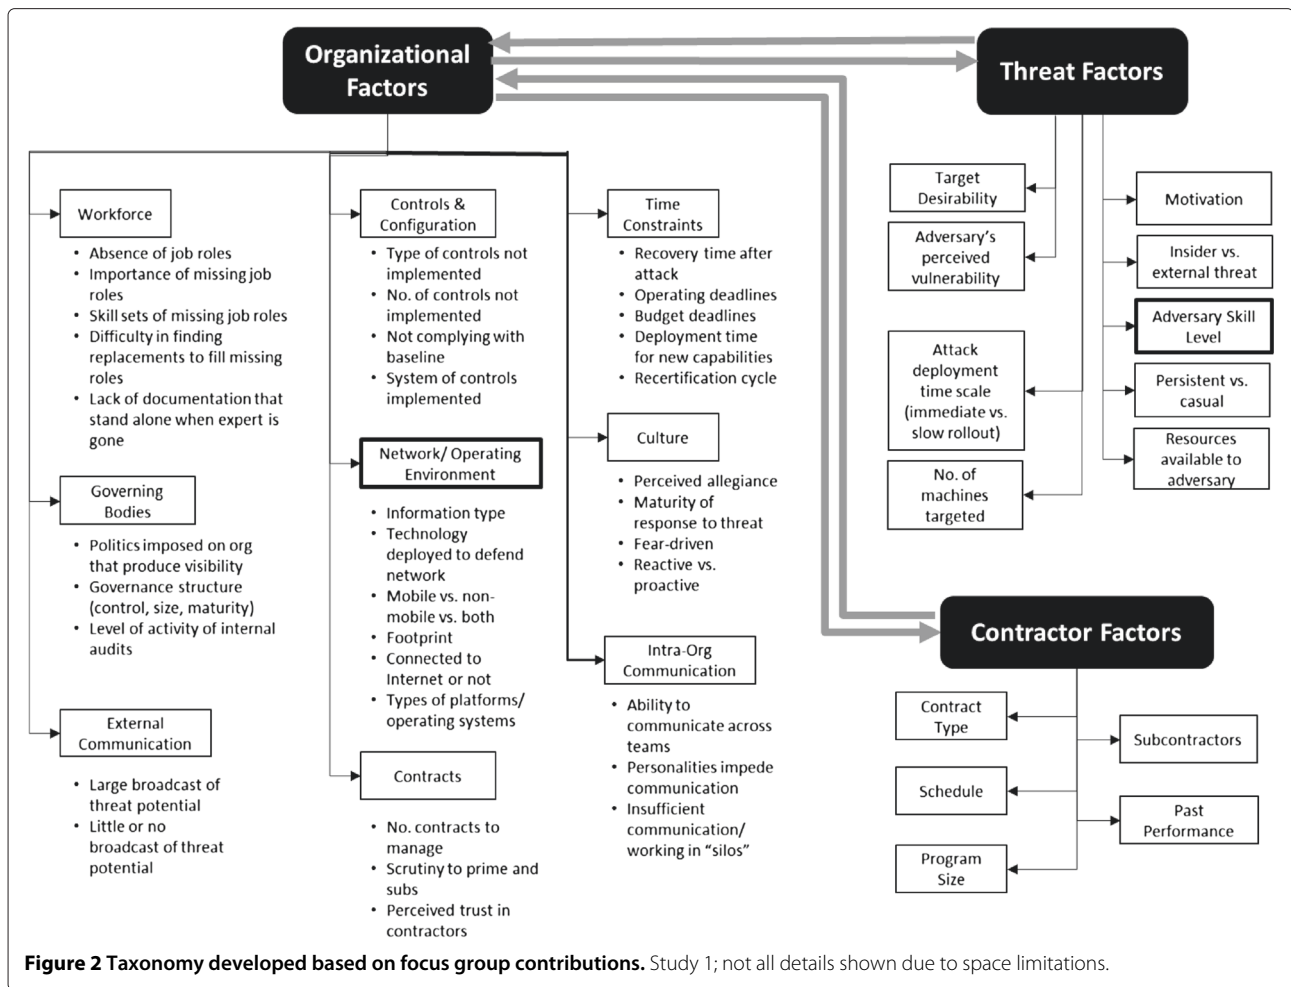 Organizational
Factors
Threat Factors
Workforce
• Absence of job roles
• Importance of missing job
roles
• Skill sets of missing job roles
• Difficulty in finding
replacements to fill missing
roles
• Lack of documentation that
stand alone when expert is
gone
Governing
Bodies
• Politics imposed on org
that produce visibility
• Governance structure
(control, size, maturity)
• Level of activity of internal
audits
External
Communication
• Large broadcast of
threat potential
• Little or no
broadcast of threat
potential
Controls &
Configuration
• Type of controls not
implemented
• No. of controls not
implemented
• Not complying with
baseline
• System of controls
implemented
Network/ Operating
Environment
• Information type
• Technology
deployed to defend
network
• Mobile vs. non-
mobile vs. both
• Footprint
• Connected to
Internet or not
• Types of platforms/
operating systems
Contracts
• No. contracts to
manage
• Scrutiny to prime and
subs
• Perceived trust in
contractors
Time
Constraints
• Recovery time after
attack
• Operating deadlines
• Budget deadlines
• Deployment time
for new capabilities
• Recertification cycle
Culture
• Perceived allegiance
• Maturity of
response to threat
• Fear-driven
• Reactive vs.
proactive
Intra-Org
Communication
• Ability to
communicate across
teams
• Personalities impede
communication
• Insufficient
communication/
working in “silos”
Target
Desirability
Adversary’s
perceived
vulnerability
Attack
deployment
time scale
(immediate vs.
slow rollout)
No. of
machines
targeted
Motivation
Insider vs.
external threat
Adversary Skill
Level
Persistent vs.
casual
Resources
available to
adversary
Contractor Factors
Contract
Type
Schedule
Program
Size
Subcontractors
Past
Performance
Figure 2 Taxonomy developed based on focus group contributions. Study 1; not all details shown due to space limitations.